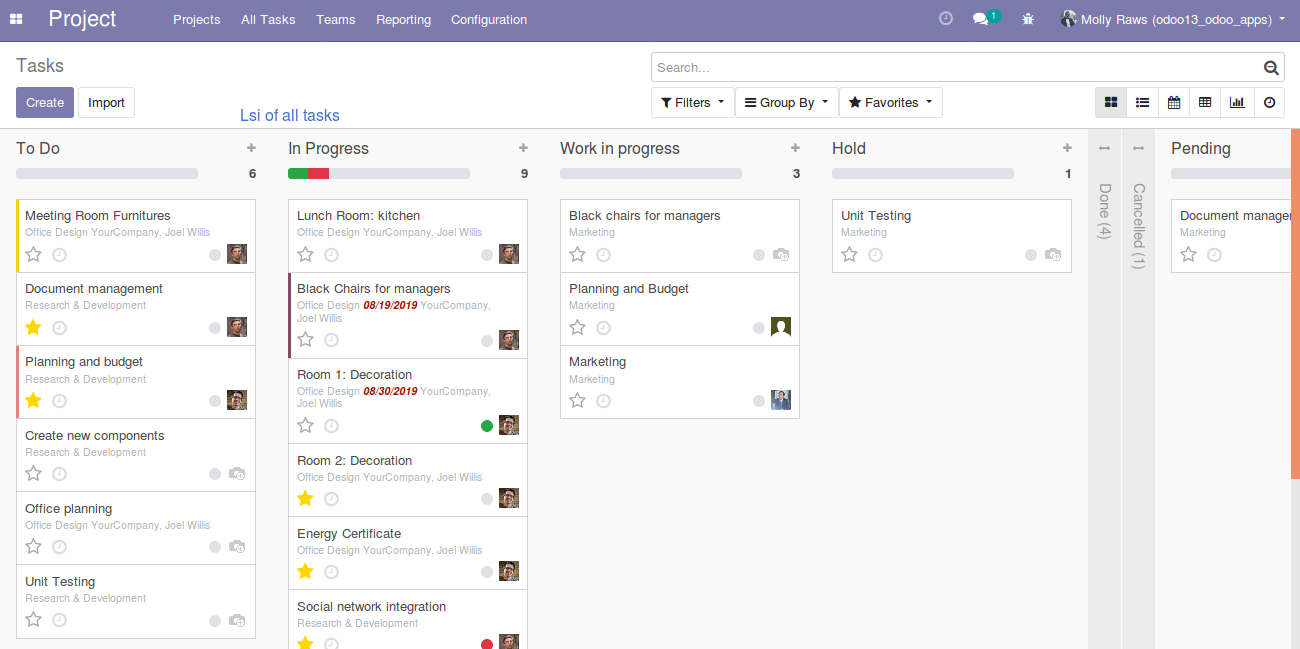 Project Projects All Tasks Teams Reporting Configuration 1 Molly Raws (odoo13_odoo_apps)
Tasks
Search...
Create Import
Lsi of all tasks
Filters Group By Favorites
To Do
6
Meeting Room Furnitures
Office Design YourCompany, Joel Willis
Document management
Research & Development
Planning and budget
Research & Development
Create new components
Research & Development
Office planning
Office Design YourCompany, Joel Willis
Unit Testing
Research & Development
In Progress
9
Lunch Room: kitchen
Office Design YourCompany, Joel Willis
Black Chairs for managers
Office Design 08/19/2019 YourCompany,
Joel Willis
Room 1: Decoration
Office Design 08/30/2019 YourCompany,
Joel Willis
Room 2: Decoration
Office Design YourCompany, Joel Willis
Energy Certificate
Office Design YourCompany, Joel Willis
Social network integration
Research & Development
Work in progress
3
Black chairs for managers
Marketing
Planning and Budget
Marketing
Marketing
Marketing
Hold
1
Unit Testing
Marketing
Done (4)
Cancelled (1)
Pending
Document manage
Marketing